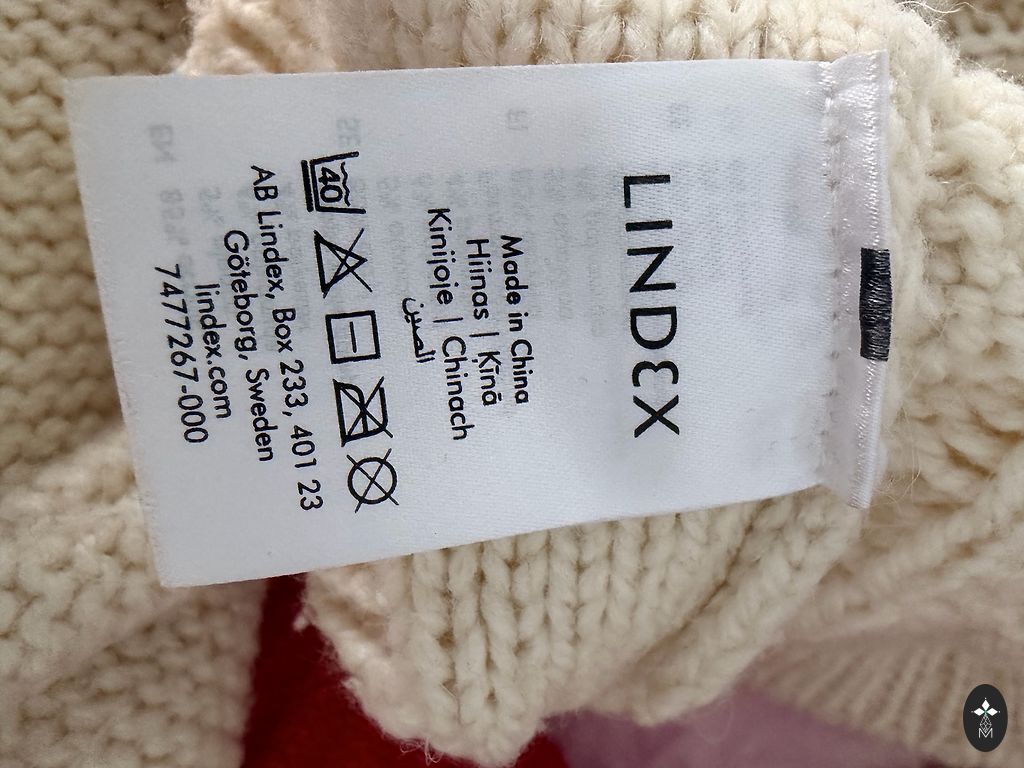 LINDEX
Made in China
Hiinas | Kīnā
Kinijoje | Chinach
الصين
40
AB Lindex, Box 233, 401 23
Göteborg, Sweden
lindex.com
7477267-000